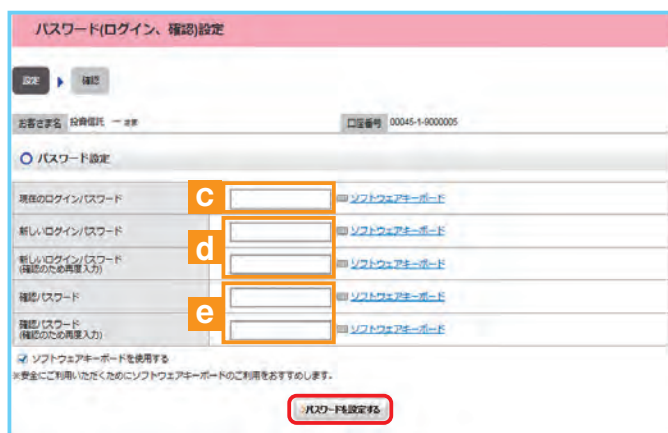 パスワード(ログイン、確認)設定
設定 確認
お客さま名 投資信託 一 さま 口座番号 00045-1-9000005
パスワード設定
現在のログインパスワード c ソフトウェアキーボード
新しいログインパスワード ソフトウェアキーボード
d
新しいログインパスワード
(確認のため再度入力) ソフトウェアキーボード
確認パスワード ソフトウェアキーボード
e
確認パスワード
(確認のため再度入力) ソフトウェアキーボード
ソフトウェアキーボードを使用する
※安全にご利用いただくためにソフトウェアキーボードのご利用をおすすめします。
パスワードを設定する